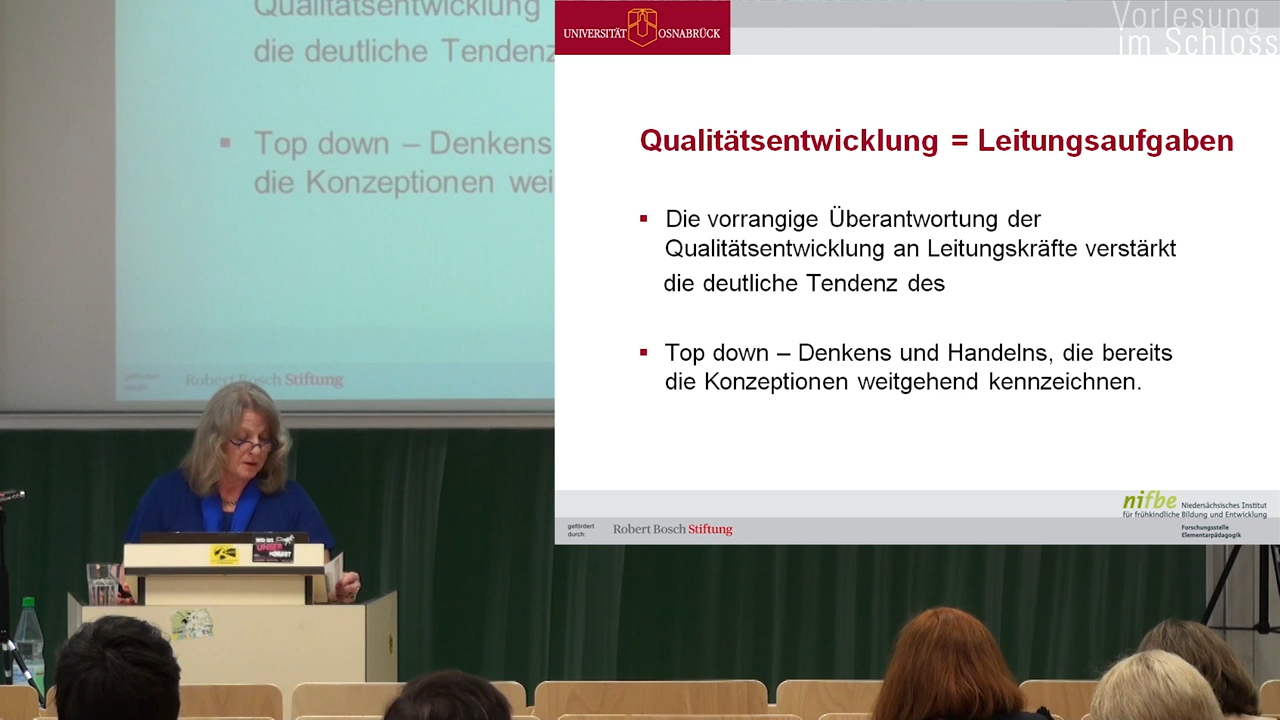 Qualitätsentwicklung
die deutliche Tendenz
▪ Top down – Denkens
die Konzeptionen wei
Robert Bosch Stiftung
UNIVERSITÄT OSNABRÜCK
Vorlesung
im Schloss
Qualitätsentwicklung = Leitungsaufgaben
▪ Die vorrangige Überantwortung der
Qualitätsentwicklung an Leitungskräfte verstärkt
die deutliche Tendenz des
▪ Top down – Denkens und Handelns, die bereits
die Konzeptionen weitgehend kennzeichnen.
gefördert
durch:
Robert Bosch Stiftung
nifbe Niedersächsisches Institut
für frühkindliche Bildung und Entwicklung
Forschungsstelle
Elementarpädagogik
UNSER